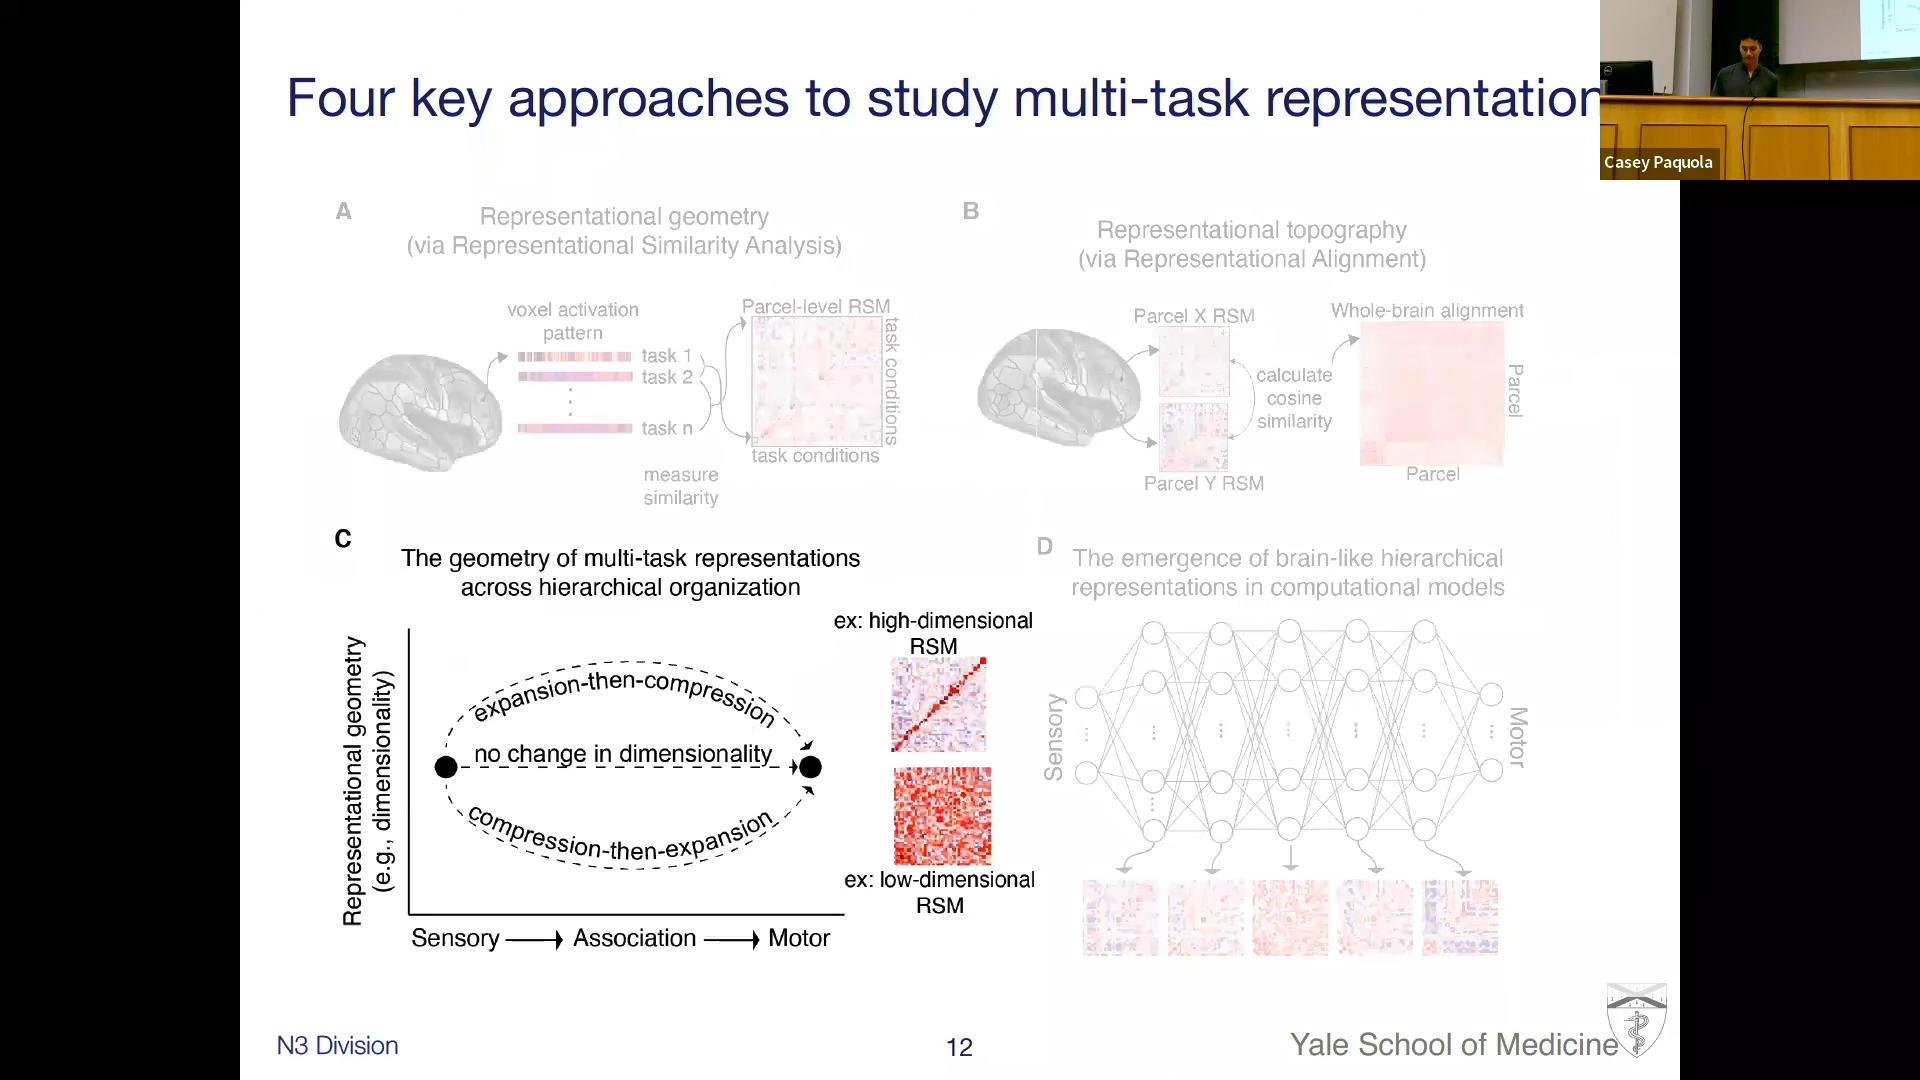 Four key approaches to study multi-task representation
Casey Paquola
A
Representational geometry
(via Representational Similarity Analysis)
voxel activation
pattern
task 1
task 2
task n
measure
similarity
Parcel-level RSM
task conditions
task conditions
B
Representational topography
(via Representational Alignment)
Parcel X RSM
Parcel Y RSM
calculate
cosine
similarity
Whole-brain alignment
Parcel
Parcel
C
The geometry of multi-task representations
across hierarchical organization
Representational geometry
(e.g., dimensionality)
expansion-then-compression
no change in dimensionality
compression-then-expansion
Sensory
Association
Motor
ex: high-dimensional
RSM
ex: low-dimensional
RSM
D
The emergence of brain-like hierarchical
representations in computational models
Sensory
Motor
N3 Division
12
Yale School of Medicine